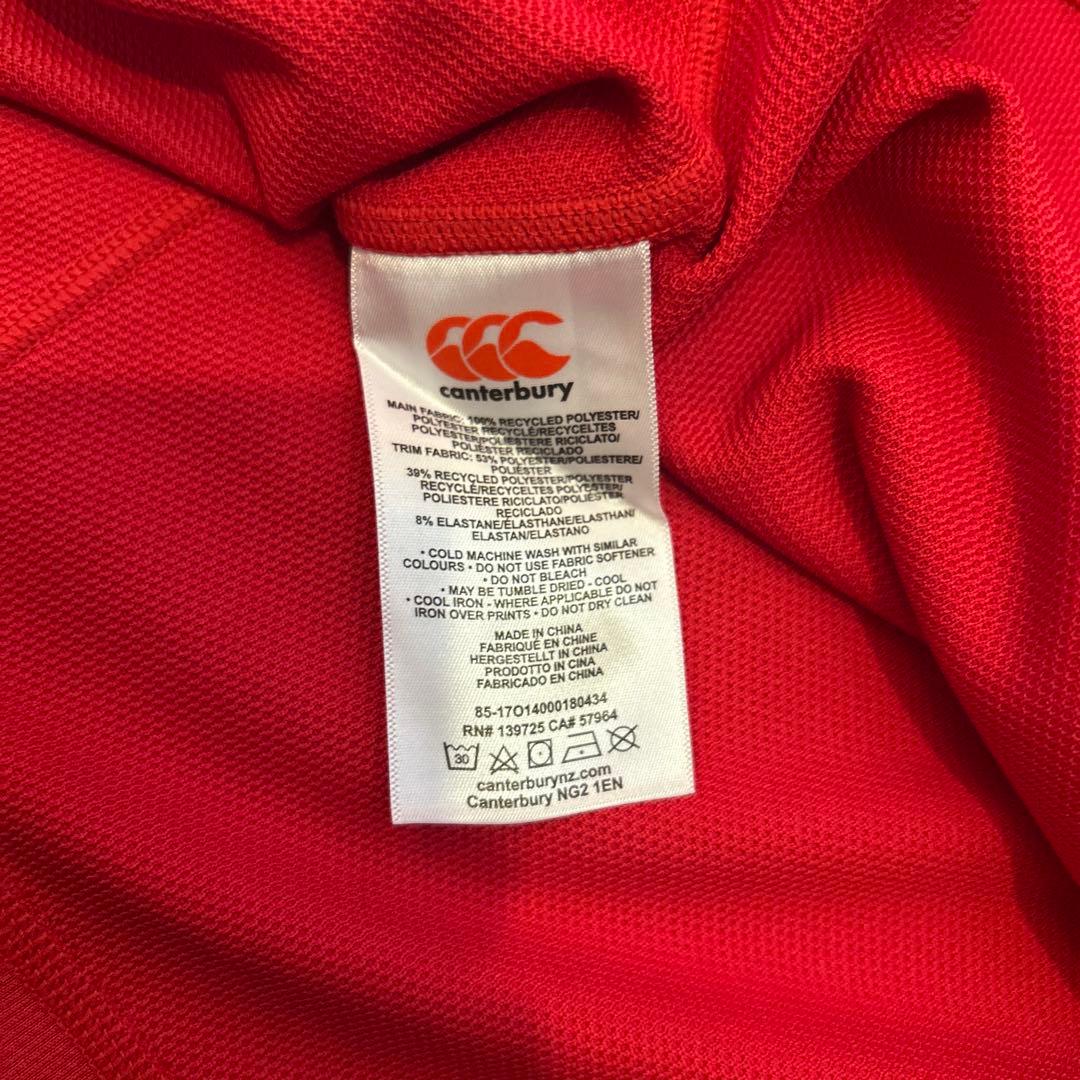 canterbury
MAIN FABRIC: 100% RECYCLED POLYESTER/
POLYESTER RECYCLÉ/RECYCELTES
POLYESTER/POLIESTERE RICICLATO/
POLIÉSTER RECICLADO
TRIM FABRIC: 53% POLYESTER/POLIESTERE/
POLIÉSTER
39% RECYCLED POLYESTER/POLYESTER
RECYCLÉ/RECYCELTES POLYESTER/
POLIESTERE RICICLATO/POLIÉSTER
RECICLADO
8% ELASTANE/ÉLASTHANE/ELASTHAN/
ELASTAN/ELASTANO
• COLD MACHINE WASH WITH SIMILAR
COLOURS • DO NOT USE FABRIC SOFTENER
• DO NOT BLEACH
• MAY BE TUMBLE DRIED - COOL
• COOL IRON - WHERE APPLICABLE DO NOT
IRON OVER PRINTS • DO NOT DRY CLEAN
MADE IN CHINA
FABRIQUÉ EN CHINE
HERGESTELLT IN CHINA
PRODOTTO IN CINA
FABRICADO EN CHINA
85-17O14000180434
RN# 139725 CA# 57964
30
canterburynz.com
Canterbury NG2 1EN